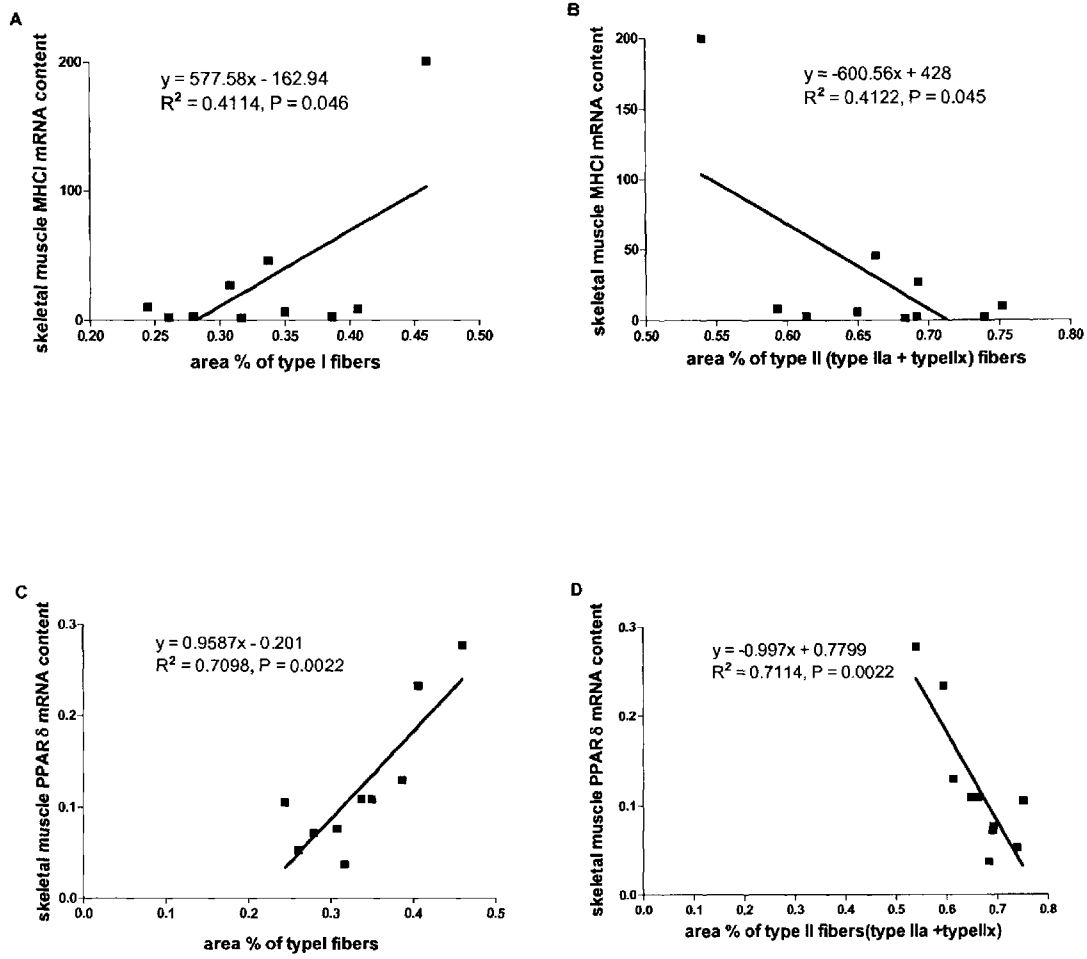 A
skeletal muscle MHCI mRNA content
200
100
0
y = 577.58x - 162.94
R² = 0.4114, P = 0.046
0.20 0.25 0.30 0.35 0.40 0.45 0.50
area % of type I fibers
B
skeletal muscle MHCI mRNA content
200
150
100
50
0
y = -600.56x + 428
R² = 0.4122, P = 0.045
0.50 0.55 0.60 0.65 0.70 0.75 0.80
area % of type II (type IIa + typeIIx) fibers
C
skeletal muscle PPAR δ mRNA content
0.3
0.2
0.1
0.0
y = 0.9587x - 0.201
R² = 0.7098, P = 0.0022
0.0 0.1 0.2 0.3 0.4 0.5
area % of typeI fibers
D
skeletal muscle PPAR δ mRNA content
0.3
0.2
0.1
0.0
y = -0.997x + 0.7799
R² = 0.7114, P = 0.0022
0.0 0.1 0.2 0.3 0.4 0.5 0.6 0.7 0.8
area % of type II fibers(type IIa +typeIIx)